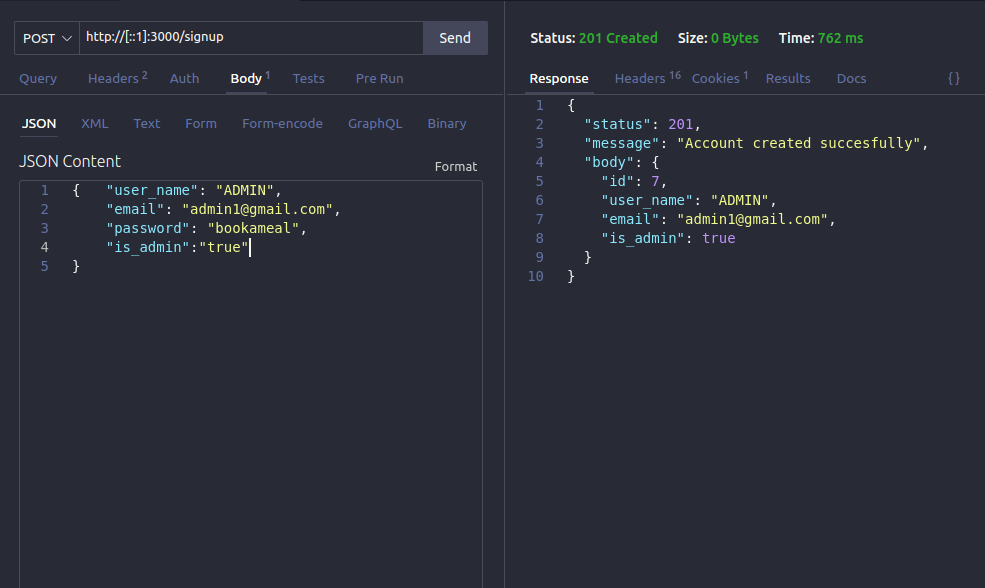 POST http://[::1]:3000/signup Send
Query Headers 2 Auth Body 1 Tests Pre Run
JSON XML Text Form Form-encode GraphQL Binary
JSON Content Format
1 { "user_name": "ADMIN",
2 "email": "admin1@gmail.com",
3 "password": "bookameal",
4 "is_admin":"true"
5 }
Status: 201 Created Size: 0 Bytes Time: 762 ms
Response Headers 16 Cookies 1 Results Docs {}
1 {
2 "status": 201,
3 "message": "Account created succesfully",
4 "body": {
5 "id": 7,
6 "user_name": "ADMIN",
7 "email": "admin1@gmail.com",
8 "is_admin": true
9 }
10 }